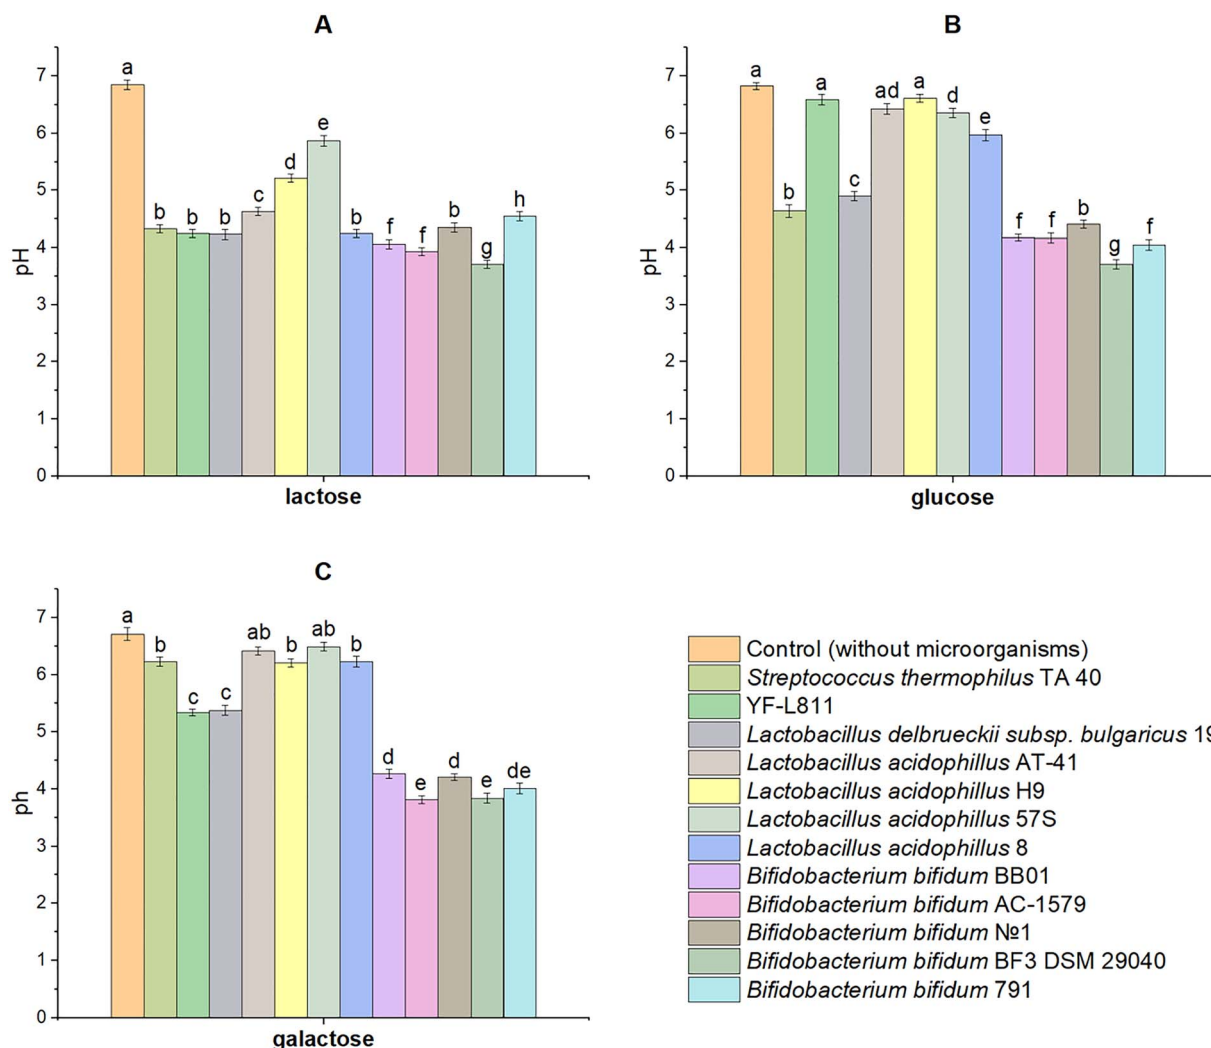 A
pH
7
6
5
4
3
2
1
0
a
b
b
b
c
d
e
b
f
f
b
g
h
lactose
B
pH
7
6
5
4
3
2
1
0
a
b
a
c
ad
a
d
e
f
f
b
g
f
glucose
C
ph
7
6
5
4
3
2
1
0
a
b
c
c
ab
b
ab
b
d
e
d
e
de
galactose
Control (without microorganisms)
Streptococcus thermophilus TA 40
YF-L811
Lactobacillus delbrueckii subsp. bulgaricus 19
Lactobacillus acidophillus AT-41
Lactobacillus acidophillus H9
Lactobacillus acidophillus 57S
Lactobacillus acidophillus 8
Bifidobacterium bifidum BB01
Bifidobacterium bifidum AC-1579
Bifidobacterium bifidum №1
Bifidobacterium bifidum BF3 DSM 29040
Bifidobacterium bifidum 791